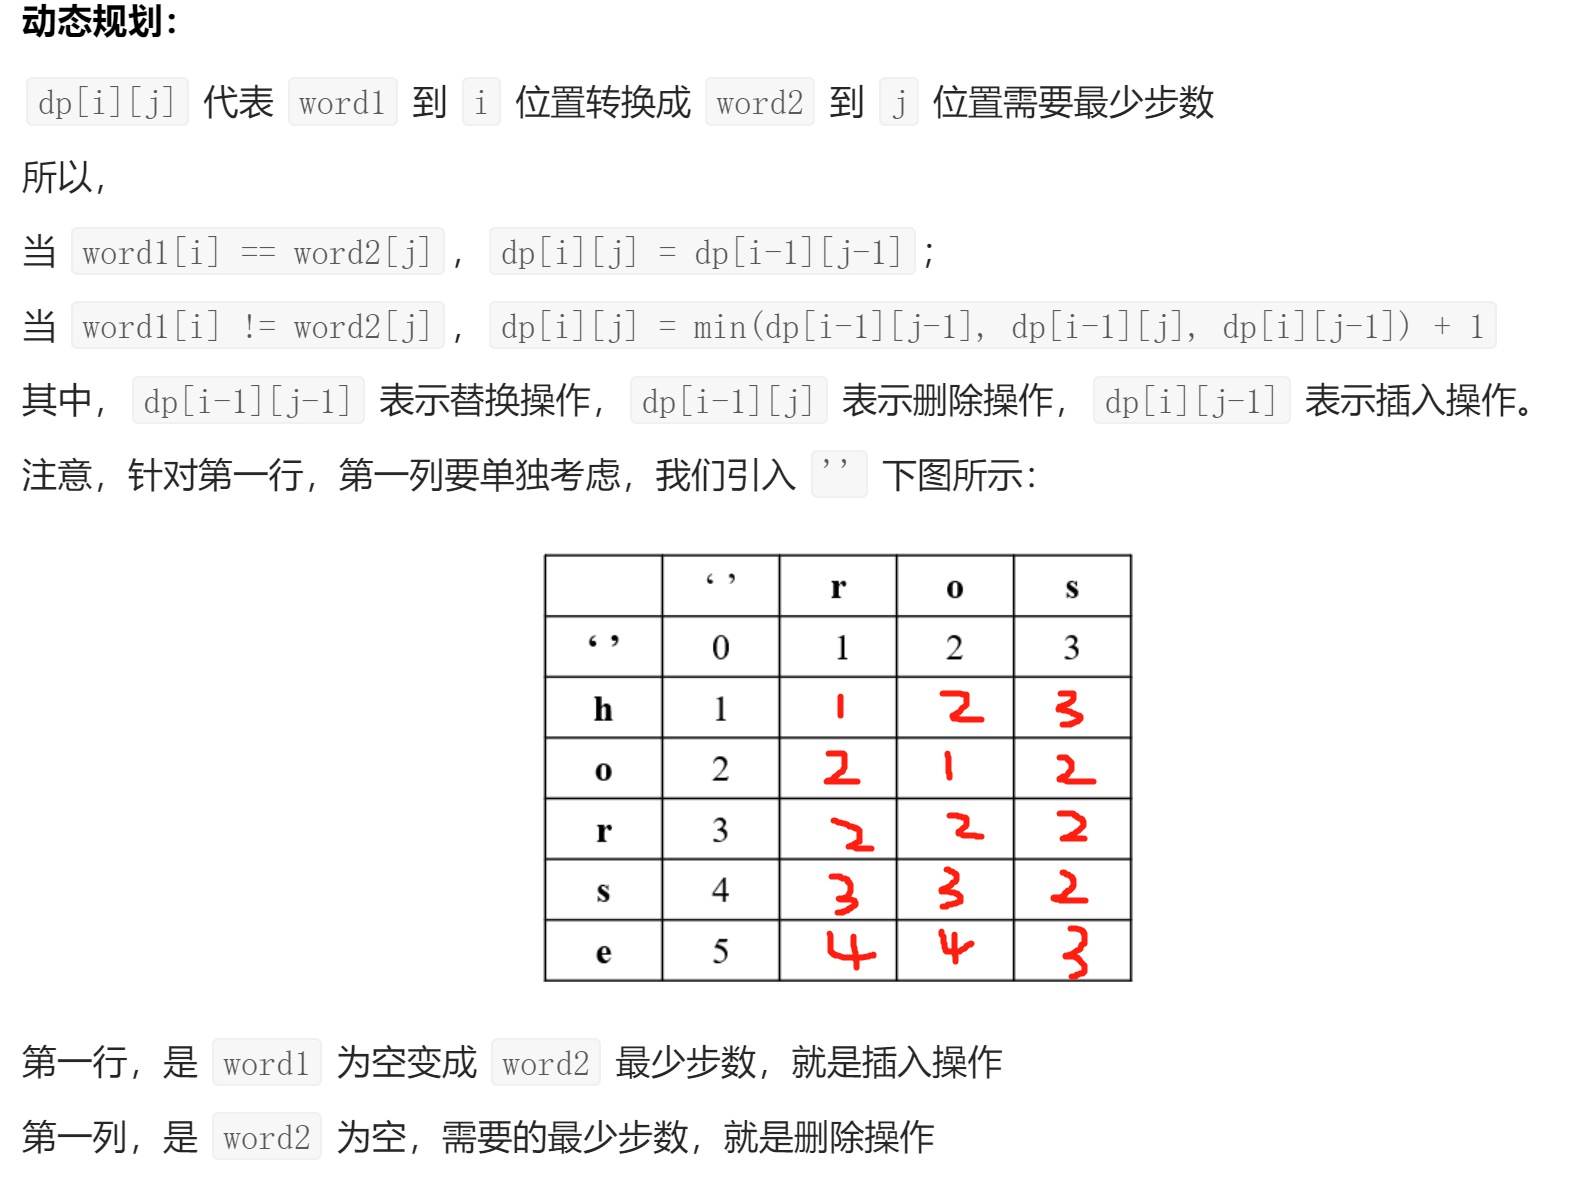 动态规划：
dp[i][j] 代表 word1 到 i 位置转换成 word2 到 j 位置需要最少步数
所以，
当 word1[i] == word2[j]，dp[i][j] = dp[i-1][j-1]；
当 word1[i] != word2[j]，dp[i][j] = min(dp[i-1][j-1], dp[i-1][j], dp[i][j-1]) + 1
其中，dp[i-1][j-1] 表示替换操作，dp[i-1][j] 表示删除操作，dp[i][j-1] 表示插入操作。
注意，针对第一行，第一列要单独考虑，我们引入 '' 下图所示：
‘ ’ r o s
‘ ’ 0 1 2 3
h 1 1 2 3
o 2 2 1 2
r 3 2 2 2
s 4 3 3 2
e 5 4 4 3
第一行，是 word1 为空变成 word2 最少步数，就是插入操作
第一列，是 word2 为空，需要的最少步数，就是删除操作